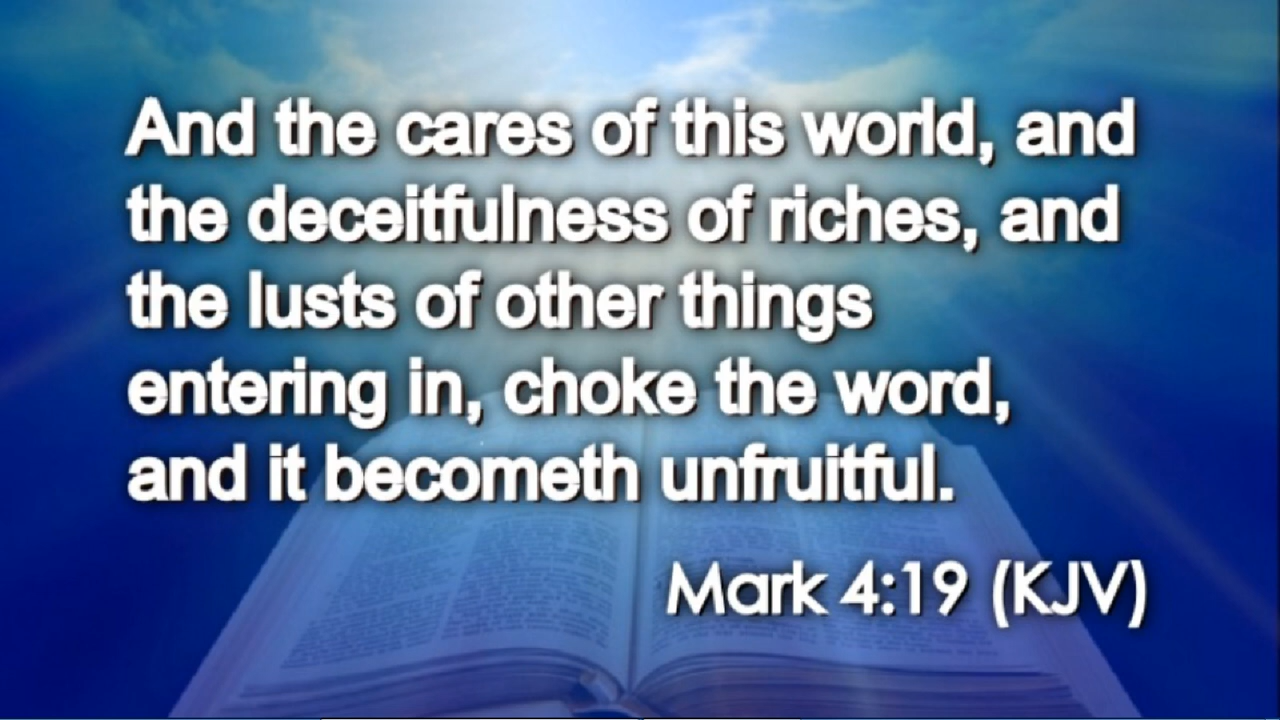 And the cares of this world, and
the deceitfulness of riches, and
the lusts of other things
entering in, choke the word,
and it becometh unfruitful.
Mark 4:19 (KJV)